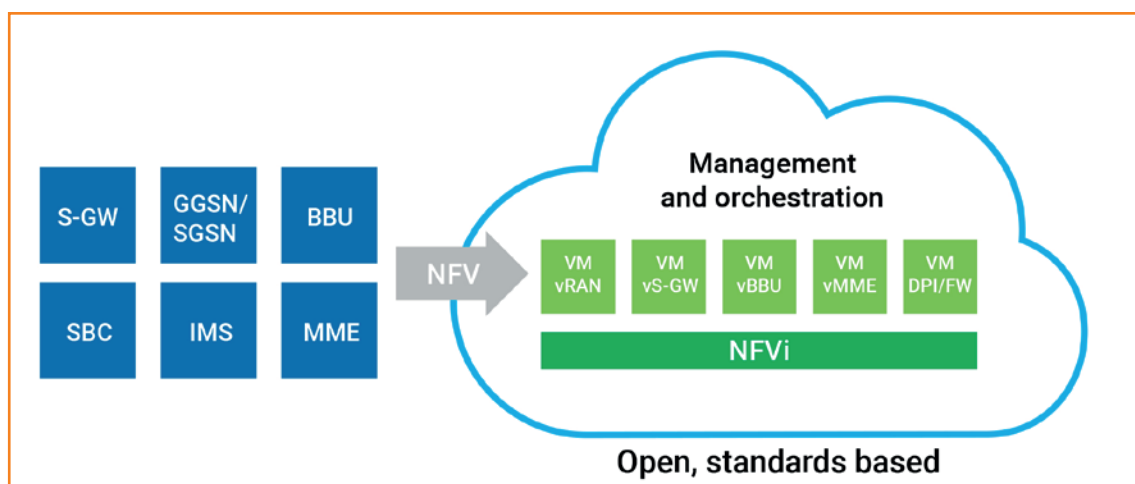 S-GW
GGSN/
SGSN
BBU
SBC
IMS
MME
NFV
Management
and orchestration
VM
vRAN
VM
vS-GW
VM
vBBU
VM
vMME
VM
DPI/FW
NFVi
Open, standards based